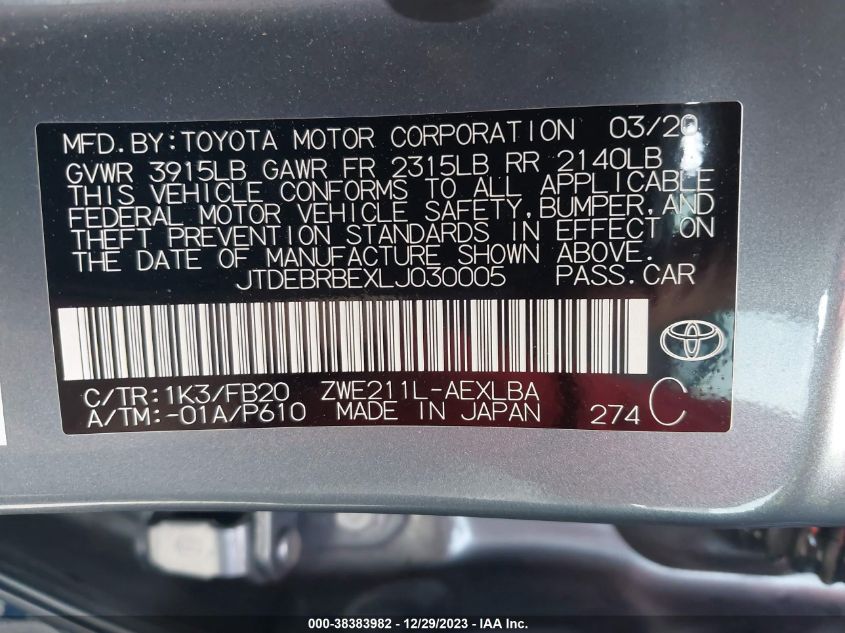 MFD.BY:TOYOTA MOTOR CORPORATION 03/20
GVWR 3915LB GAWR FR 2315LB RR 2140LB
THIS VEHICLE CONFORMS TO ALL APPLICABLE
FEDERAL MOTOR VEHICLE SAFETY,BUMPER,AND
THEFT PREVENTION STANDARDS IN EFFECT ON
THE DATE OF MANUFACTURE SHOWN ABOVE.
JTDEBRBEXLJ030005 PASS.CAR
C/TR:1K3/FB20 ZWE211L-AEXLBA
A/TM:-01A/P610 MADE IN JAPAN 274 C
000-38383982 - 12/29/2023 - IAA Inc.